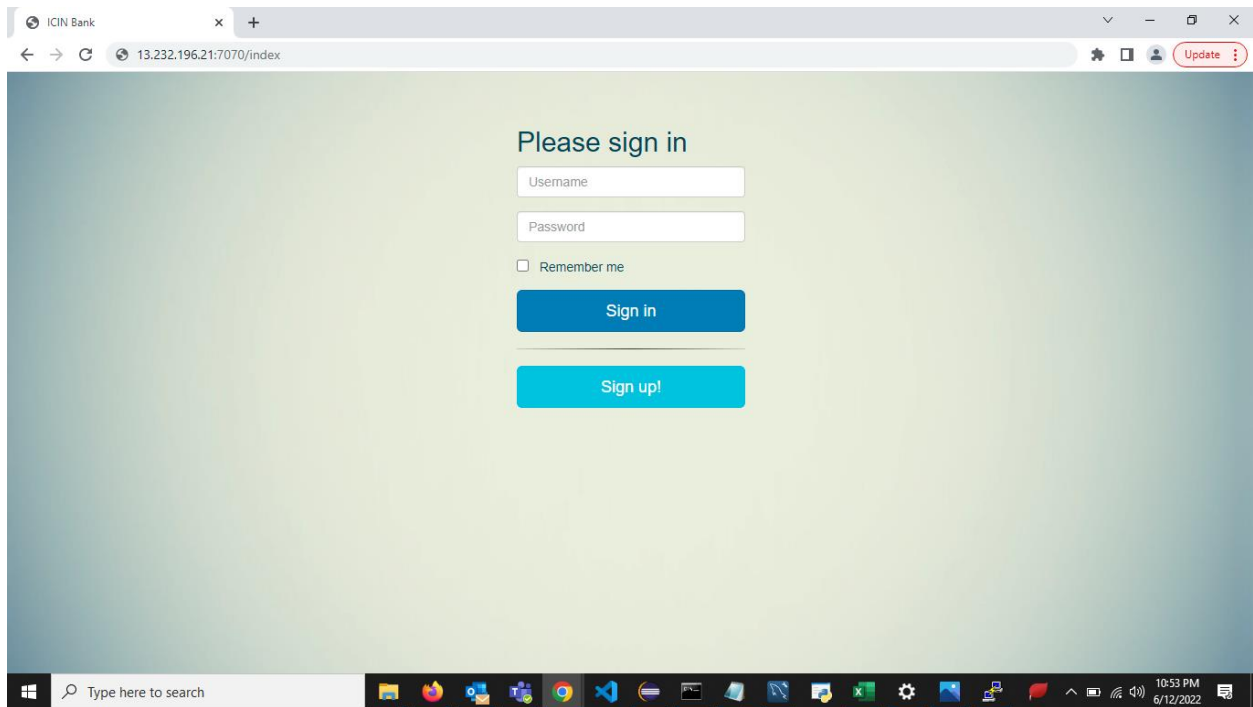 ICIN Bank
13.232.196.21:7070/index
Update
Please sign in
Username
Password
Remember me
Sign in
Sign up!
Type here to search
10:53 PM
6/12/2022